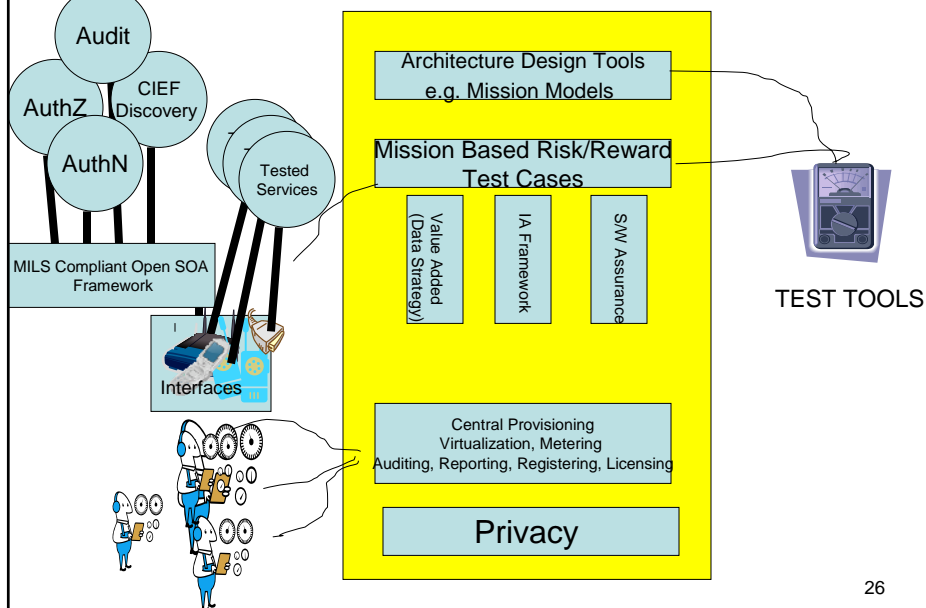 Audit
AuthZ
CIEF
Discovery
AuthN
Tested
Services
MILS Compliant Open SOA
Framework
Interfaces
Architecture Design Tools
e.g. Mission Models
Mission Based Risk/Reward
Test Cases
Value Added
(Data Strategy)
IA Framework
S/W Assurance
Central Provisioning
Virtualization, Metering
Auditing, Reporting, Registering, Licensing
Privacy
TEST TOOLS
26